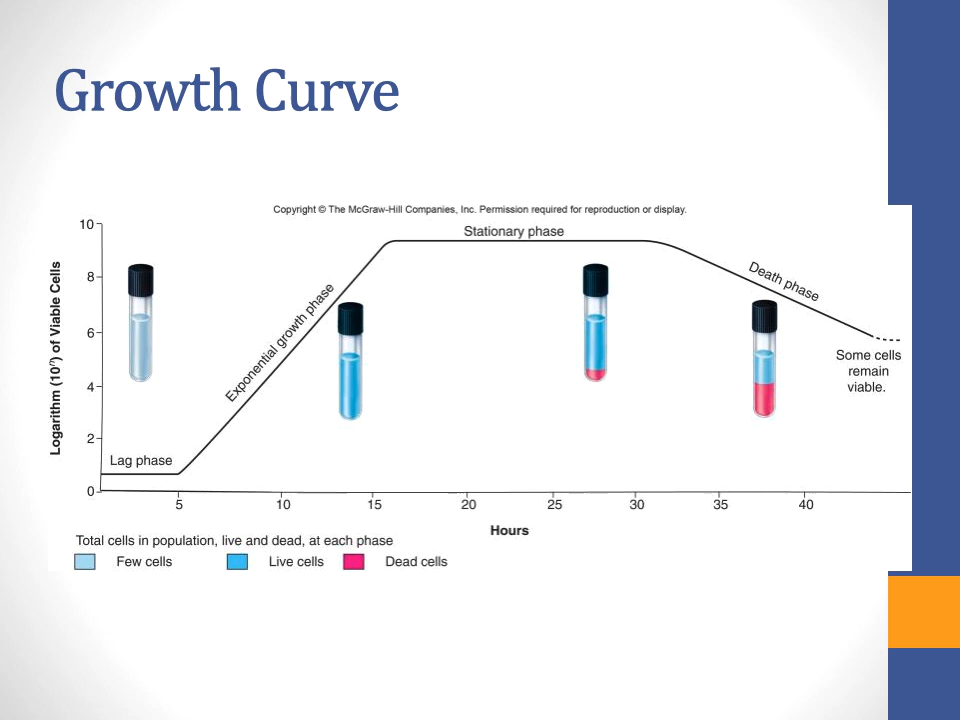 Growth Curve
Copyright © The McGraw-Hill Companies, Inc. Permission required for reproduction or display.
Logarithm (10ⁿ) of Viable Cells
10
8
6
4
2
0
Lag phase
Exponential growth phase
Stationary phase
Death phase
Some cells
remain
viable.
5 10 15 20 25 30 35 40
Hours
Total cells in population, live and dead, at each phase
Few cells Live cells Dead cells